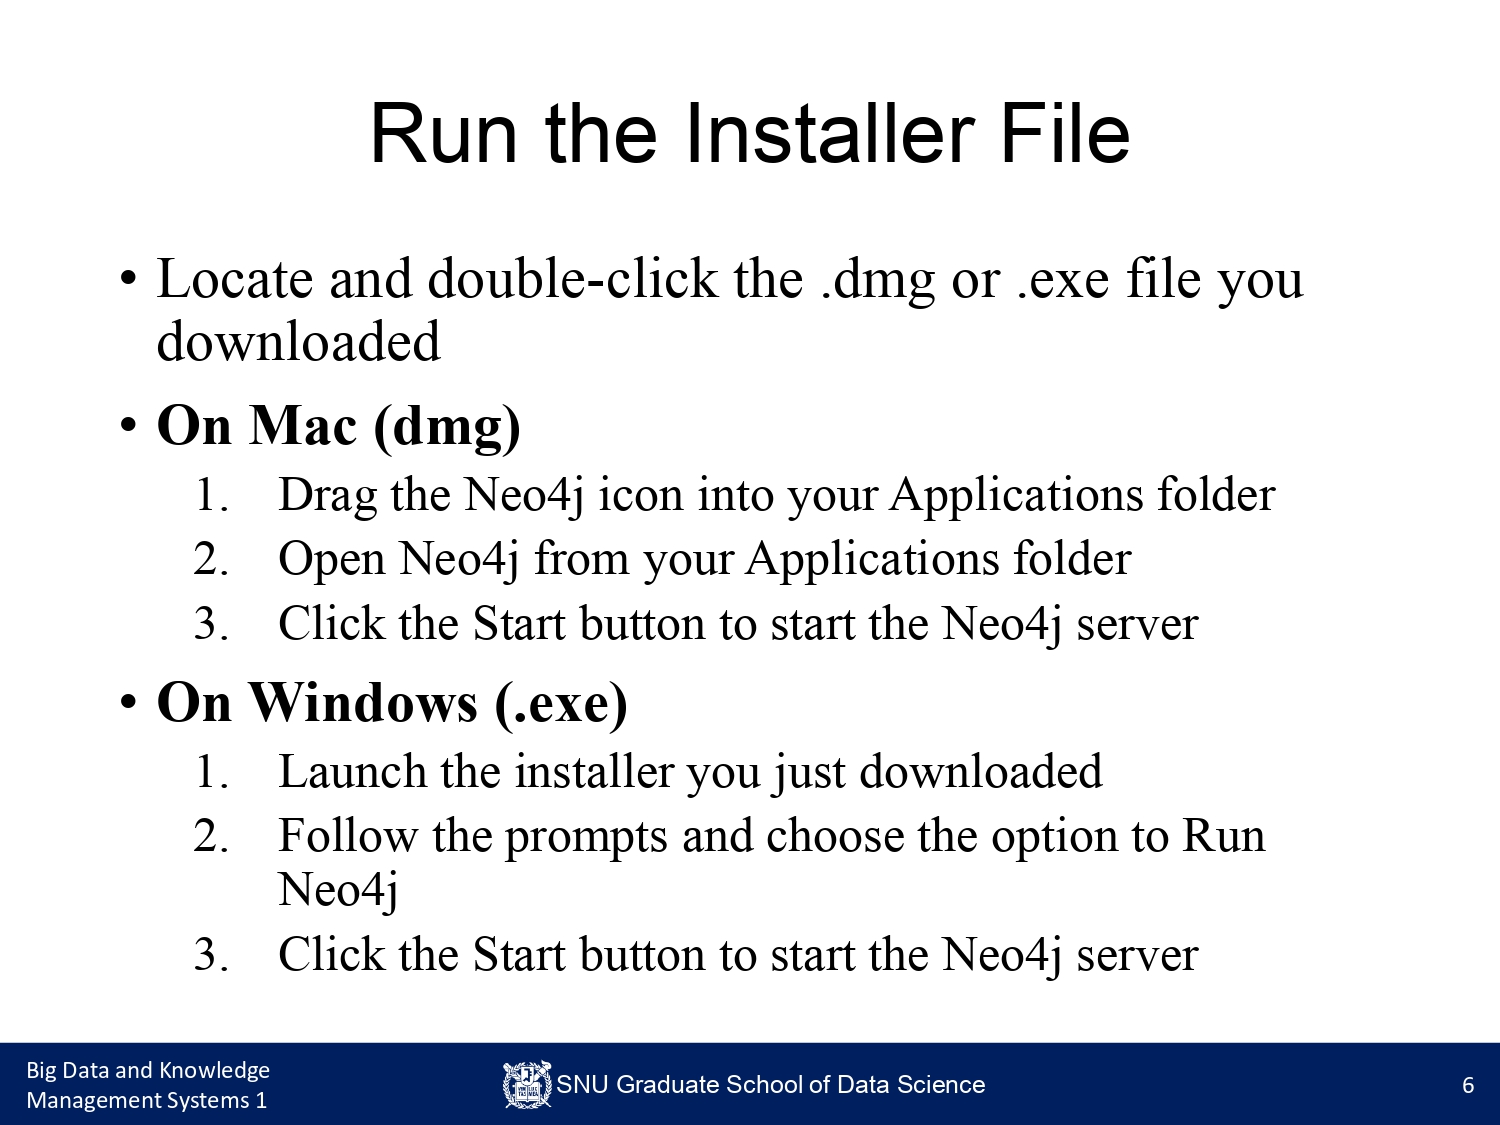 Run the Installer File
• Locate and double-click the .dmg or .exe file you
downloaded
• On Mac (dmg)
1. Drag the Neo4j icon into your Applications folder
2. Open Neo4j from your Applications folder
3. Click the Start button to start the Neo4j server
• On Windows (.exe)
1. Launch the installer you just downloaded
2. Follow the prompts and choose the option to Run
Neo4j
3. Click the Start button to start the Neo4j server
Big Data and Knowledge
Management Systems 1
SNU Graduate School of Data Science
6